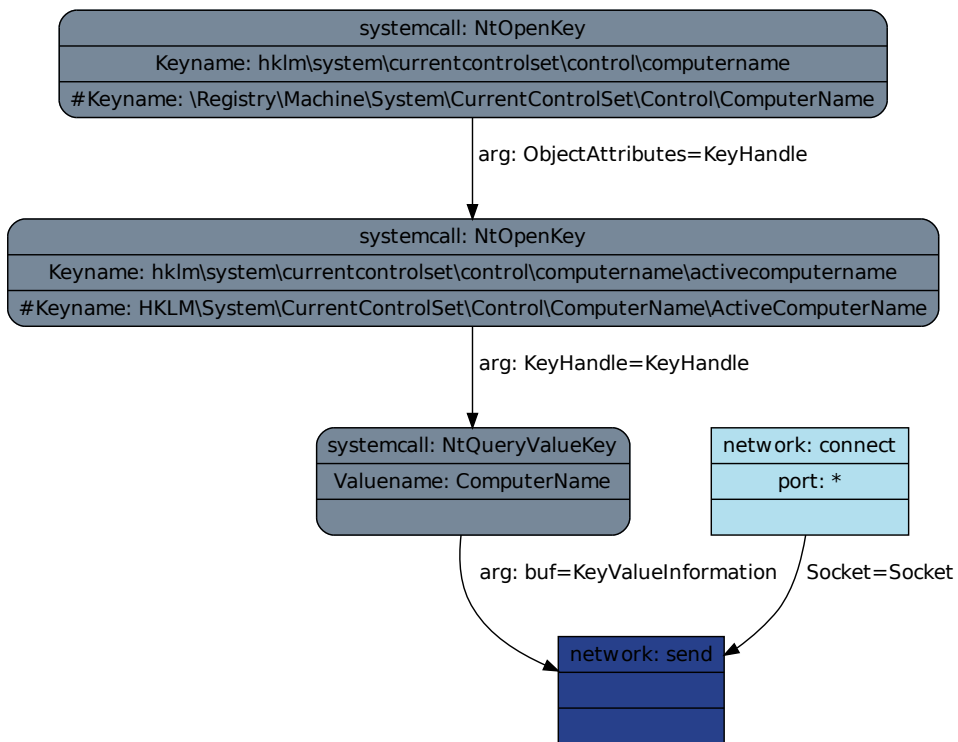 systemcall: NtOpenKey
Keyname: hklm\system\currentcontrolset\control\computername
#Keyname: \Registry\Machine\System\CurrentControlSet\Control\ComputerName
arg: ObjectAttributes=KeyHandle
systemcall: NtOpenKey
Keyname: hklm\system\currentcontrolset\control\computername\activecomputername
#Keyname: HKLM\System\CurrentControlSet\Control\ComputerName\ActiveComputerName
arg: KeyHandle=KeyHandle
systemcall: NtQueryValueKey
Valuename: ComputerName
network: connect
port: *
arg: buf=KeyValueInformation
Socket=Socket
network: send